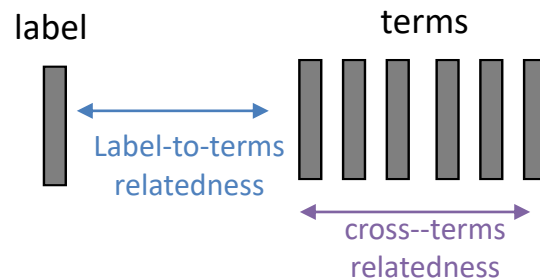 label
terms
Label-to-terms
relatedness
cross--terms
relatedness